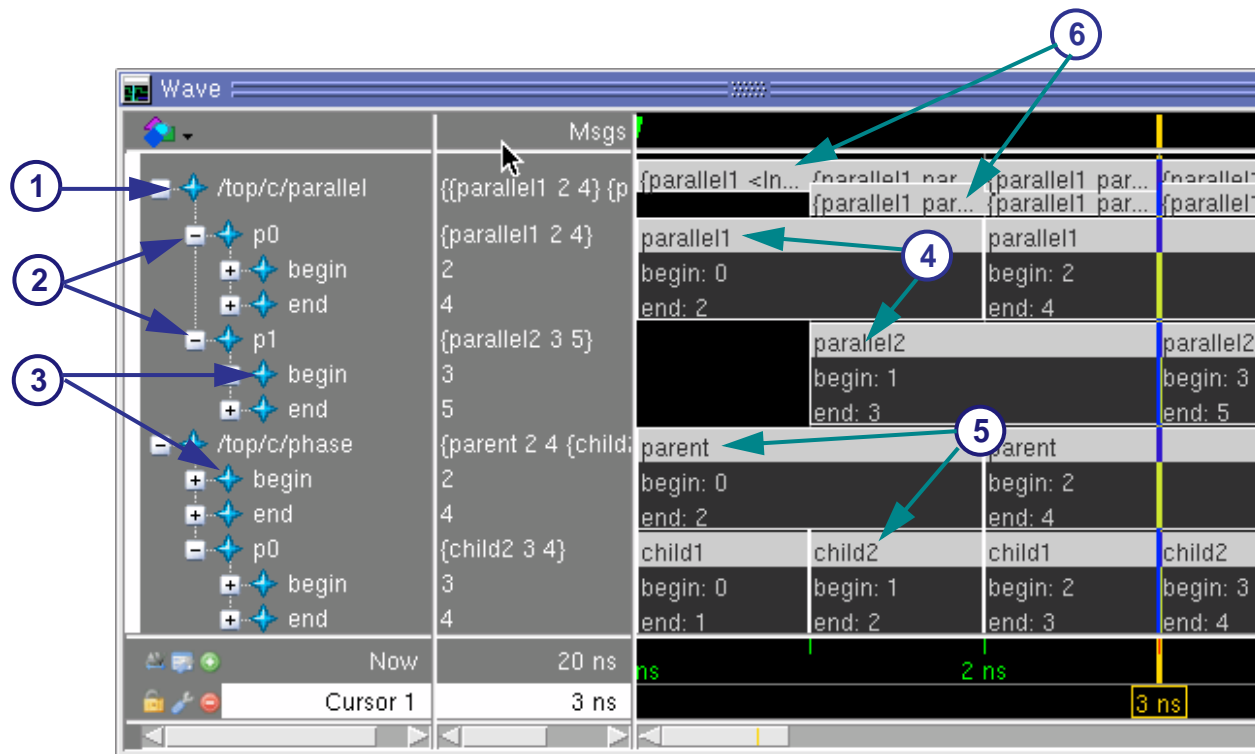 6
Wave
Msgs
1 /top/c/parallel {{parallel1 2 4} {p {parallel1 <In... {parallel1 par... {parallel1 par... {parallel1
{parallel1 par... {parallel1 par... {parallel1
p0 {parallel1 2 4} parallel1 parallel1
4
2 begin 2 begin: 0 begin: 2
end 4 end: 2 end: 4
p1 {parallel2 3 5} parallel2 parallel2
3 begin 3 begin: 1 begin: 3
end 5 end: 3 end: 5
5
/top/c/phase {parent 2 4 {child2 parent parent
begin 2 begin: 0 begin: 2
end 4 end: 2 end: 4
p0 {child2 3 4} child1 child2 child1 child2
begin 3 begin: 0 begin: 1 begin: 2 begin: 3
end 4 end: 1 end: 2 end: 3 end: 4
Now 20 ns ns 2 ns
Cursor 1 3 ns 3 ns